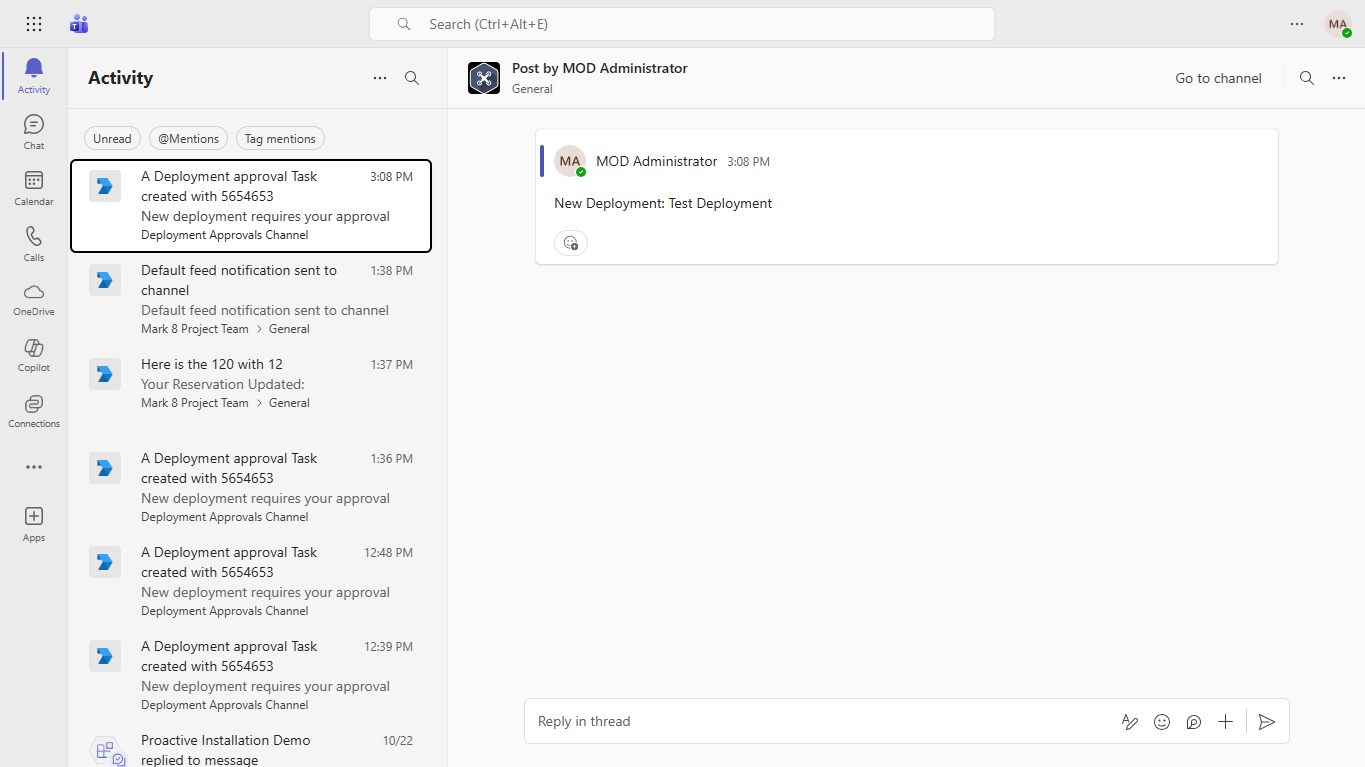 Search (Ctrl+Alt+E)
MA
Activity
Chat
Calendar
Calls
OneDrive
Copilot
Connections
Apps
Activity
Unread
@Mentions
Tag mentions
A Deployment approval Task created with 5654653
3:08 PM
New deployment requires your approval
Deployment Approvals Channel
Default feed notification sent to channel
1:38 PM
Default feed notification sent to channel
Mark 8 Project Team > General
Here is the 120 with 12
1:37 PM
Your Reservation Updated:
Mark 8 Project Team > General
A Deployment approval Task created with 5654653
1:36 PM
New deployment requires your approval
Deployment Approvals Channel
A Deployment approval Task created with 5654653
12:48 PM
New deployment requires your approval
Deployment Approvals Channel
A Deployment approval Task created with 5654653
12:39 PM
New deployment requires your approval
Deployment Approvals Channel
Proactive Installation Demo replied to message
10/22
Post by MOD Administrator
General
Go to channel
MA
MOD Administrator
3:08 PM
New Deployment: Test Deployment
Reply in thread